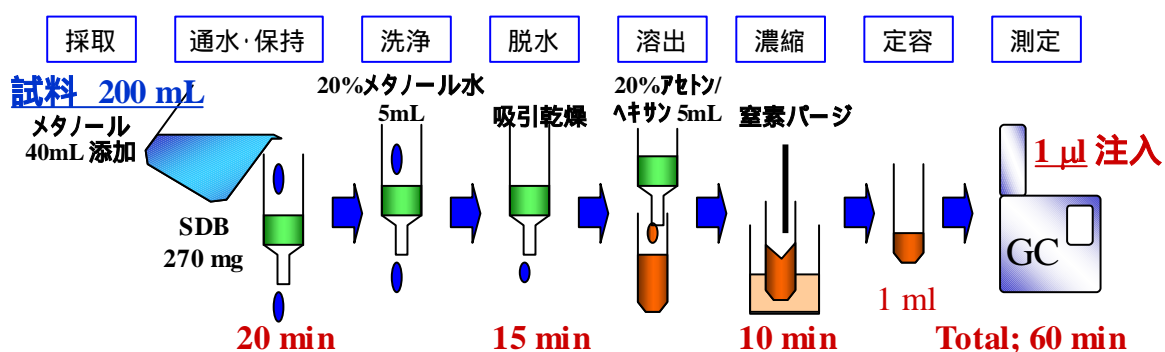 採取 通水・保持 洗浄 脱水 溶出 濃縮 定容 測定
試料 200 mL
メタノール
40mL 添加
SDB
270 mg
20%メタノール水
5mL
吸引乾燥
20%アセトン/
ヘキサン 5mL
窒素パージ
1 ml
1 μl 注入
GC
20 min 15 min 10 min Total; 60 min